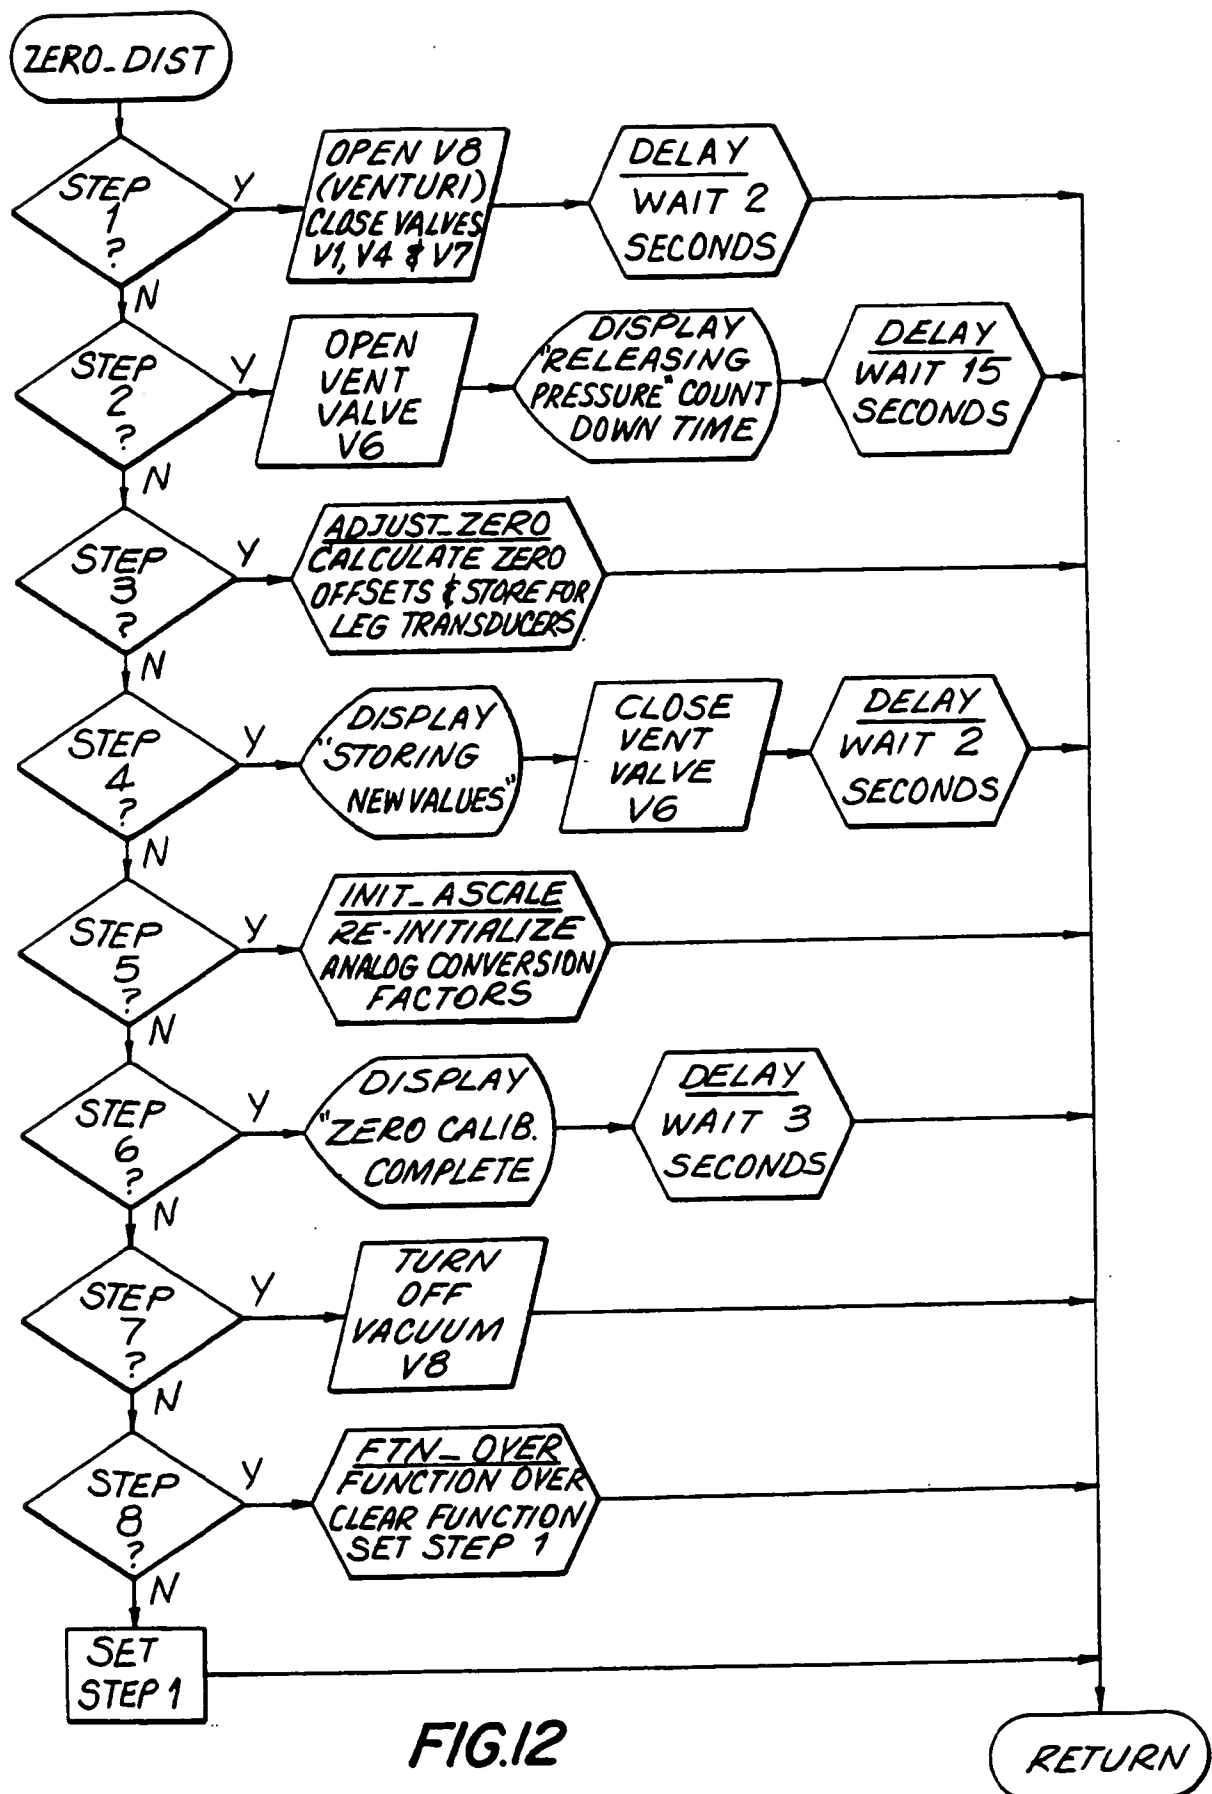 ZERO_DIST
STEP
1
?
Y
N
OPEN V8
(VENTURI)
CLOSE VALVES
V1, V4 & V7
DELAY
WAIT 2
SECONDS
STEP
2
?
Y
N
OPEN
VENT
VALVE
V6
DISPLAY
"RELEASING
PRESSURE" COUNT
DOWN TIME
DELAY
WAIT 15
SECONDS
STEP
3
?
Y
N
ADJUST_ZERO
CALCULATE ZERO
OFFSETS & STORE FOR
LEG TRANSDUCERS
STEP
4
?
Y
N
DISPLAY
"STORING
NEW VALUES"
CLOSE
VENT
VALVE
V6
DELAY
WAIT 2
SECONDS
STEP
5
?
Y
N
INIT_ASCALE
RE-INITIALIZE
ANALOG CONVERSION
FACTORS
STEP
6
?
Y
N
DISPLAY
"ZERO CALIB.
COMPLETE
DELAY
WAIT 3
SECONDS
STEP
7
?
Y
N
TURN
OFF
VACUUM
V8
STEP
8
?
Y
N
FTN_OVER
FUNCTION OVER
CLEAR FUNCTION
SET STEP 1
SET
STEP 1
RETURN
FIG.12